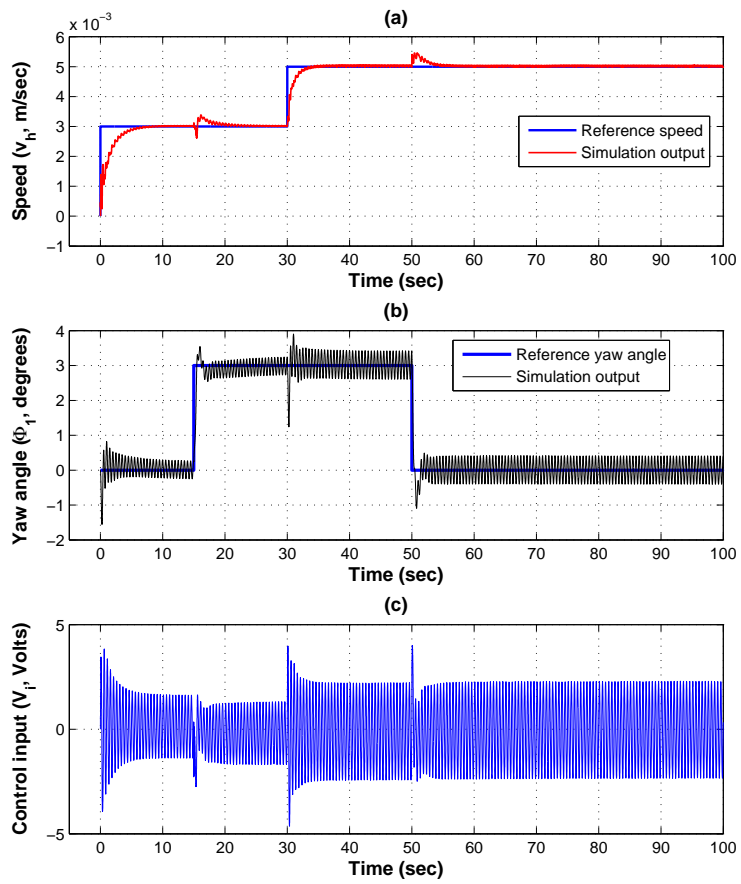 (a)
x 10⁻³
6
5
4
3
2
1
0
−1
Speed (v_h, m/sec)
Reference speed
Simulation output
0 10 20 30 40 50 60 70 80 90 100
Time (sec)
(b)
4
3
2
1
0
−1
−2
Yaw angle (Φ₁, degrees)
Reference yaw angle
Simulation output
0 10 20 30 40 50 60 70 80 90 100
Time (sec)
(c)
5
0
−5
Control input (V_i, Volts)
0 10 20 30 40 50 60 70 80 90 100
Time (sec)